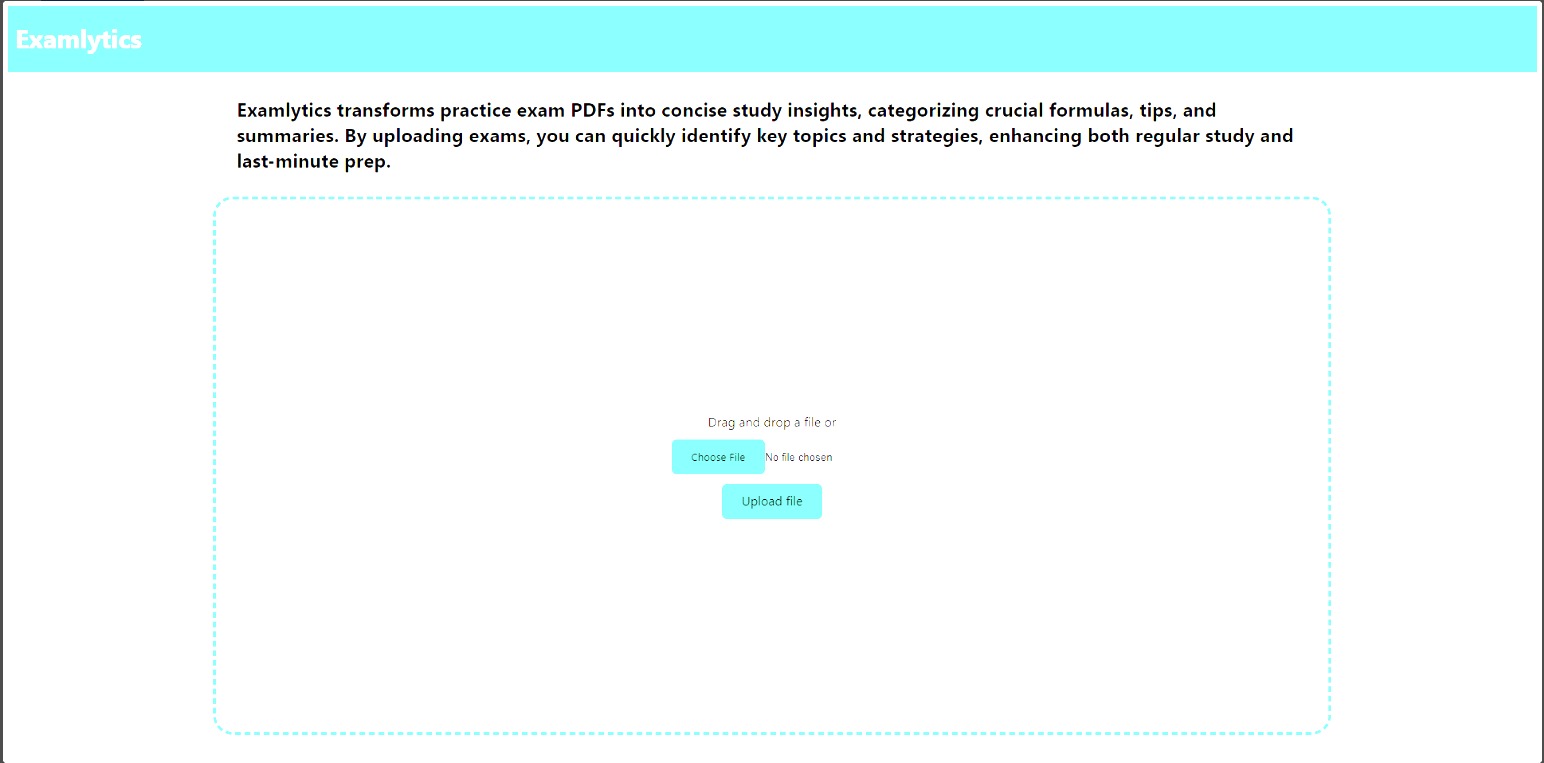 Examlytics
Examlytics transforms practice exam PDFs into concise study insights, categorizing crucial formulas, tips, and
summaries. By uploading exams, you can quickly identify key topics and strategies, enhancing both regular study and
last-minute prep.
Drag and drop a file or
Choose File No file chosen
Upload file